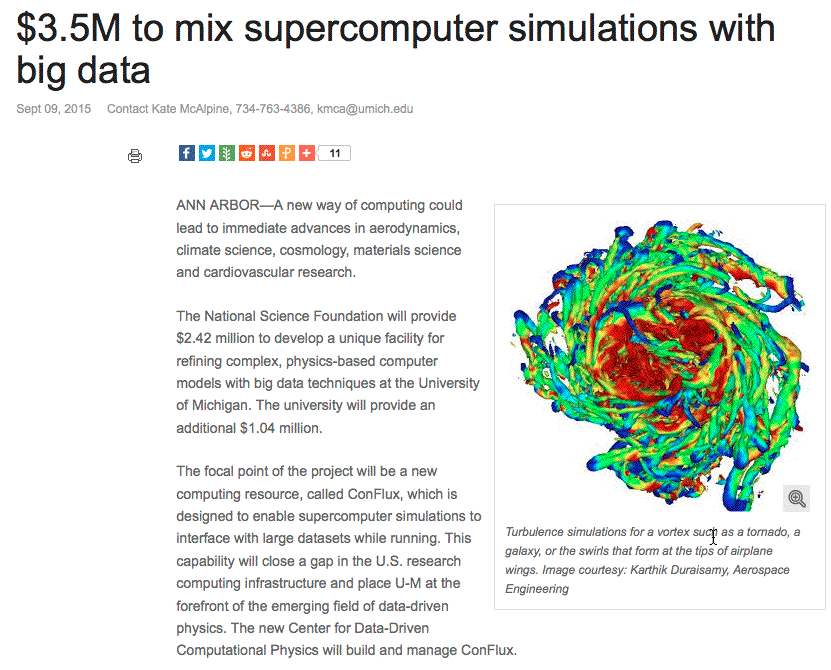 $3.5M to mix supercomputer simulations with
big data
Sept 09, 2015 Contact Kate McAlpine, 734-763-4386, kmca@umich.edu
11
ANN ARBOR—A new way of computing could
lead to immediate advances in aerodynamics,
climate science, cosmology, materials science
and cardiovascular research.
The National Science Foundation will provide
$2.42 million to develop a unique facility for
refining complex, physics-based computer
models with big data techniques at the University
of Michigan. The university will provide an
additional $1.04 million.
The focal point of the project will be a new
computing resource, called ConFlux, which is
designed to enable supercomputer simulations to
interface with large datasets while running. This
capability will close a gap in the U.S. research
computing infrastructure and place U-M at the
forefront of the emerging field of data-driven
physics. The new Center for Data-Driven
Computational Physics will build and manage ConFlux.
Turbulence simulations for a vortex such as a tornado, a
galaxy, or the swirls that form at the tips of airplane
wings. Image courtesy: Karthik Duraisamy, Aerospace
Engineering